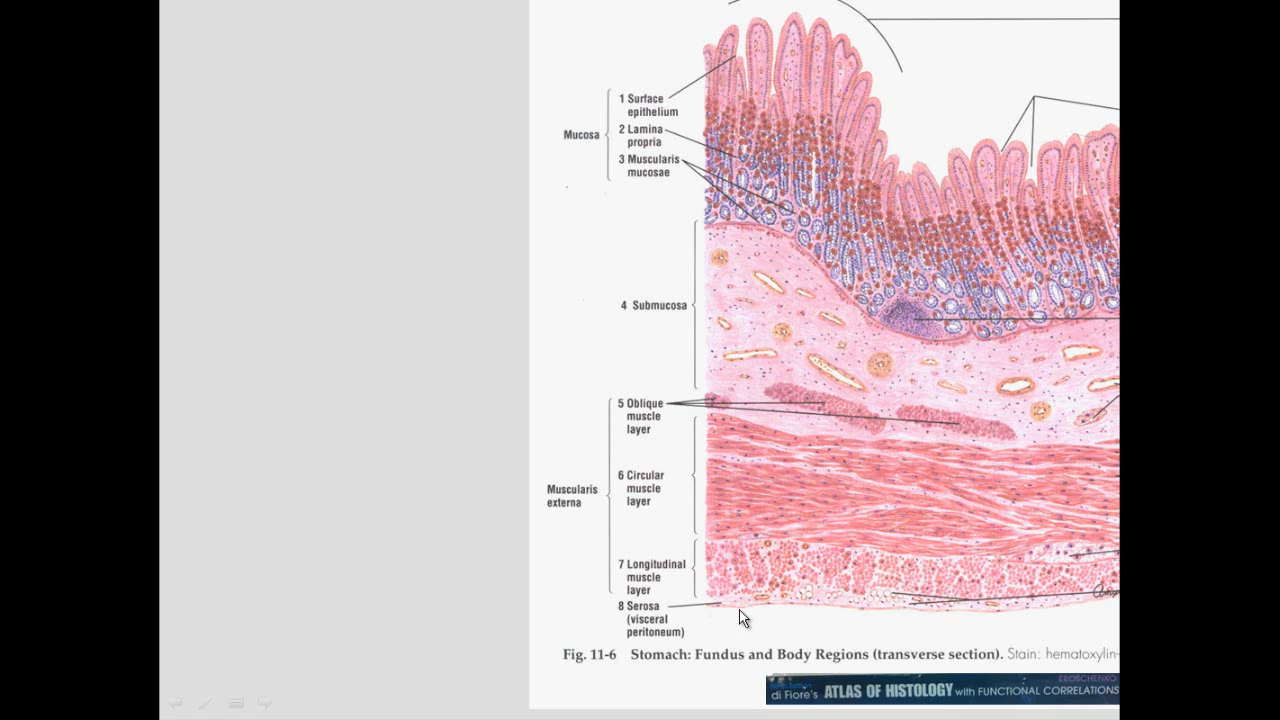 1 Surface
epithelium
Mucosa
2 Lamina
propria
3 Muscularis
mucosae
4 Submucosa
5 Oblique
muscle
layer
6 Circular
muscle
layer
Muscularis
externa
7 Longitudinal
muscle
layer
8 Serosa
(visceral
peritoneum)
Fig. 11-6 Stomach: Fundus and Body Regions (transverse section). Stain: hematoxylin-
EROSCHENKO
di Fiore's ATLAS OF HISTOLOGY with FUNCTIONAL CORRELATIONS